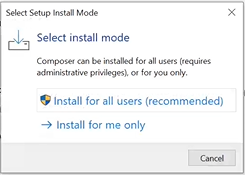 Select Setup Install Mode
Select install mode
Composer can be installed for all users (requires
administrative privileges), or for you only.
Install for all users (recommended)
Install for me only
Cancel